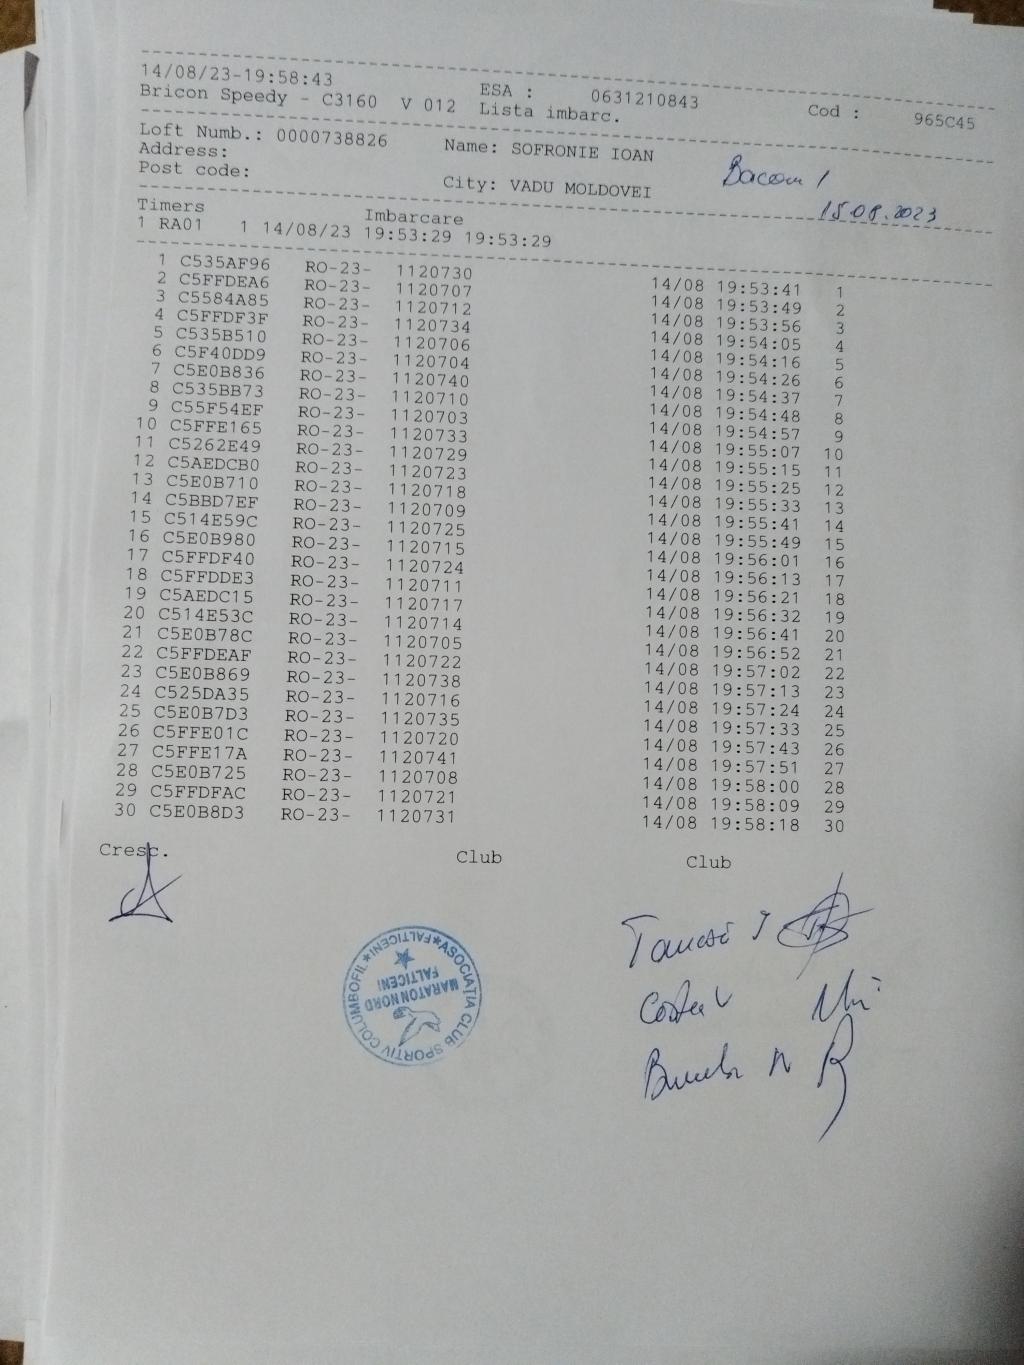 14/08/23-19:58:43 ESA : 0631210843 Cod : 965C45
Bricon Speedy - C3160 V 012 Lista imbarc.
Loft Numb.: 0000738826 Name: SOFRONIE IOAN
Address:
Post code: City: VADU MOLDOVEI
15.08.2023
Timers Imbarcare
1 RA01 1 14/08/23 19:53:29 19:53:29
1 C535AF96 RO-23- 1120730 14/08 19:53:41 1
2 C5FFDEA6 RO-23- 1120707 14/08 19:53:49 2
3 C5584A85 RO-23- 1120712 14/08 19:53:56 3
4 C5FFDF3F RO-23- 1120734 14/08 19:54:05 4
5 C535B510 RO-23- 1120706 14/08 19:54:16 5
6 C5F40DD9 RO-23- 1120704 14/08 19:54:26 6
7 C5E0B836 RO-23- 1120740 14/08 19:54:37 7
8 C535BB73 RO-23- 1120710 14/08 19:54:48 8
9 C55F54EF RO-23- 1120703 14/08 19:54:57 9
10 C5FFE165 RO-23- 1120733 14/08 19:55:07 10
11 C5262E49 RO-23- 1120729 14/08 19:55:15 11
12 C5AEDCB0 RO-23- 1120723 14/08 19:55:25 12
13 C5E0B710 RO-23- 1120718 14/08 19:55:33 13
14 C5BBD7EF RO-23- 1120709 14/08 19:55:41 14
15 C514E59C RO-23- 1120725 14/08 19:55:49 15
16 C5E0B980 RO-23- 1120715 14/08 19:56:01 16
17 C5FFDF40 RO-23- 1120724 14/08 19:56:13 17
18 C5FFDDE3 RO-23- 1120711 14/08 19:56:21 18
19 C5AEDC15 RO-23- 1120717 14/08 19:56:32 19
20 C514E53C RO-23- 1120714 14/08 19:56:41 20
21 C5E0B78C RO-23- 1120705 14/08 19:56:52 21
22 C5FFDEAF RO-23- 1120722 14/08 19:57:02 22
23 C5E0B869 RO-23- 1120738 14/08 19:57:13 23
24 C525DA35 RO-23- 1120716 14/08 19:57:24 24
25 C5E0B7D3 RO-23- 1120735 14/08 19:57:33 25
26 C5FFE01C RO-23- 1120720 14/08 19:57:43 26
27 C5FFE17A RO-23- 1120741 14/08 19:57:51 27
28 C5E0B725 RO-23- 1120708 14/08 19:58:00 28
29 C5FFDFAC RO-23- 1120721 14/08 19:58:09 29
30 C5E0B8D3 RO-23- 1120731 14/08 19:58:18 30
Cresc. Club Club
ASOCIAȚIA CLUB SPORTIV COLUMBOFIL FALTICENI
MARATON NORD
FALTICENI